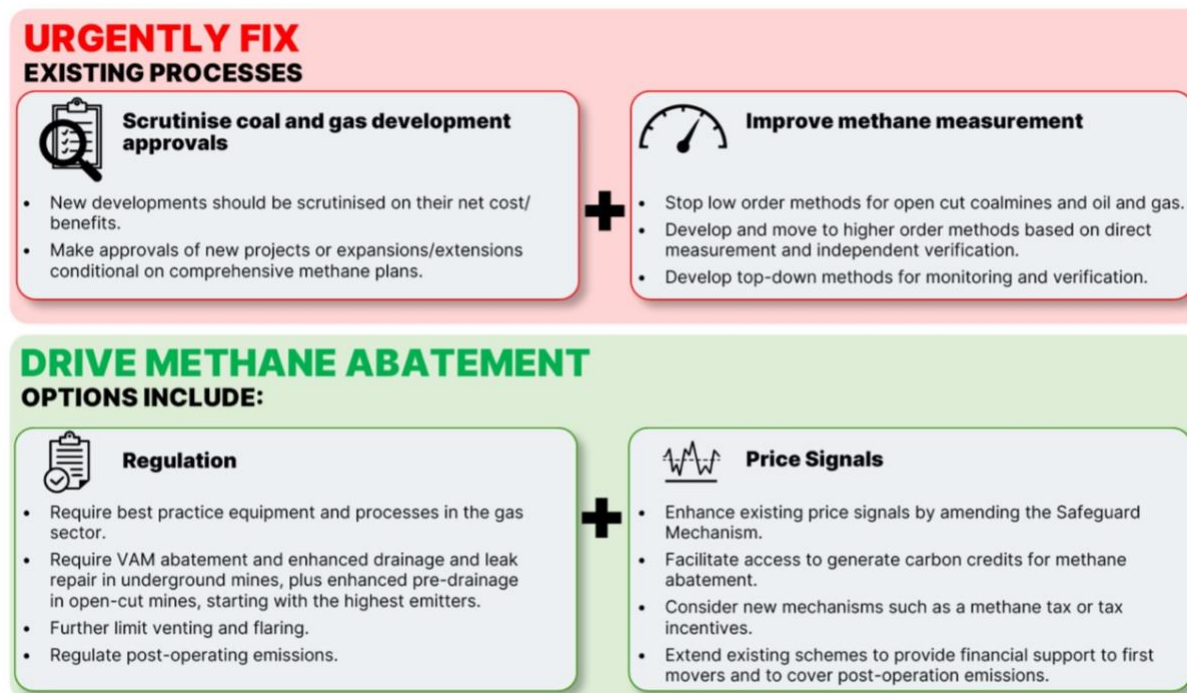 URGENTLY FIX
EXISTING PROCESSES
Scrutinise coal and gas development
approvals
• New developments should be scrutinised on their net cost/
benefits.
• Make approvals of new projects or expansions/extensions
conditional on comprehensive methane plans.
+
Improve methane measurement
• Stop low order methods for open cut coalmines and oil and gas.
• Develop and move to higher order methods based on direct
measurement and independent verification.
• Develop top-down methods for monitoring and verification.
DRIVE METHANE ABATEMENT
OPTIONS INCLUDE:
Regulation
• Require best practice equipment and processes in the gas
sector.
• Require VAM abatement and enhanced drainage and leak
repair in underground mines, plus enhanced pre-drainage
in open-cut mines, starting with the highest emitters.
• Further limit venting and flaring.
• Regulate post-operating emissions.
+
Price Signals
• Enhance existing price signals by amending the Safeguard
Mechanism.
• Facilitate access to generate carbon credits for methane
abatement.
• Consider new mechanisms such as a methane tax or tax
incentives.
• Extend existing schemes to provide financial support to first
movers and to cover post-operation emissions.